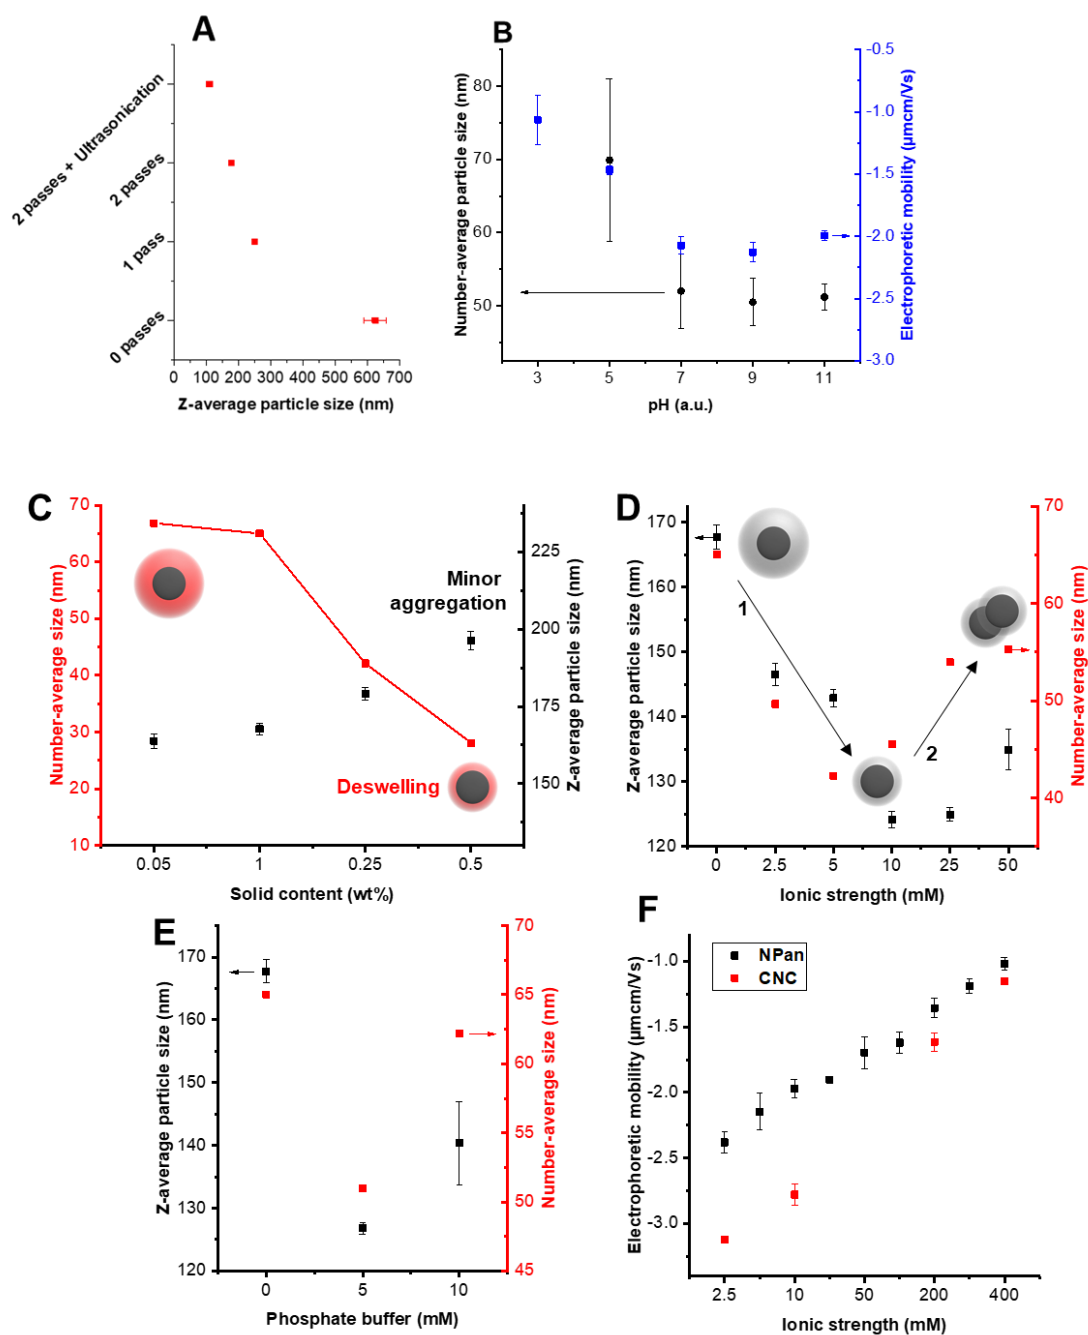 A
2 passes + Ultrasonication
2 passes
1 pass
0 passes
0 100 200 300 400 500 600 700
Z-average particle size (nm)
B
Number-average particle size (nm)
80
70
60
50
3 5 7 9 11
pH (a.u.)
-0.5
-1.0
-1.5
-2.0
-2.5
-3.0
Electrophoretic mobility (µmcm/Vs)
C
Number-average size (nm)
70
60
50
40
30
20
10
Minor
aggregation
Deswelling
0.05 1 0.25 0.5
Solid content (wt%)
225
200
175
150
Z-average particle size (nm)
D
Z-average particle size (nm)
170
160
150
140
130
120
1
2
0 2.5 5 10 25 50
Ionic strength (mM)
70
60
50
40
Number-average size (nm)
E
Z-average particle size (nm)
170
160
150
140
130
120
0 5 10
Phosphate buffer (mM)
70
65
60
55
50
45
Number-average size (nm)
F
Electrophoretic mobility (µmcm/Vs)
-1.0
-1.5
-2.0
-2.5
-3.0
NPan
CNC
2.5 10 50 200 400
Ionic strength (mM)